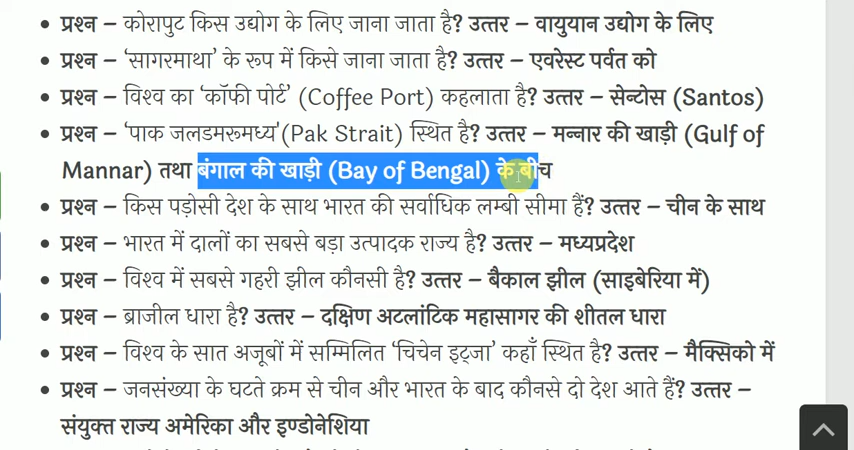 प्रश्न – कोरापुट किस उद्योग के लिए जाना जाता है? उत्तर – वायुयान उद्योग के लिए
प्रश्न – ‘सागरमाथा’ के रूप में किसे जाना जाता है? उत्तर – एवरेस्ट पर्वत को
प्रश्न – विश्व का ‘कॉफी पोर्ट’ (Coffee Port) कहलाता है? उत्तर – सेन्टोस (Santos)
प्रश्न – 'पाक जलडमरूमध्य'(Pak Strait) स्थित है? उत्तर – मन्नार की खाड़ी (Gulf of
Mannar) तथा बंगाल की खाड़ी (Bay of Bengal) के बीच
प्रश्न – किस पड़ोसी देश के साथ भारत की सर्वाधिक लम्बी सीमा हैं? उत्तर – चीन के साथ
प्रश्न – भारत में दालों का सबसे बड़ा उत्पादक राज्य है? उत्तर – मध्यप्रदेश
प्रश्न – विश्व में सबसे गहरी झील कौनसी है? उत्तर – बैकाल झील (साइबेरिया में)
प्रश्न – ब्राजील धारा है? उत्तर – दक्षिण अटलांटिक महासागर की शीतल धारा
प्रश्न – विश्व के सात अजूबों में सम्मिलित ‘चिचेन इट्जा’ कहाँ स्थित है? उत्तर – मैक्सिको में
प्रश्न – जनसंख्या के घटते क्रम से चीन और भारत के बाद कौनसे दो देश आते हैं? उत्तर –
संयुक्त राज्य अमेरिका और इण्डोनेशिया